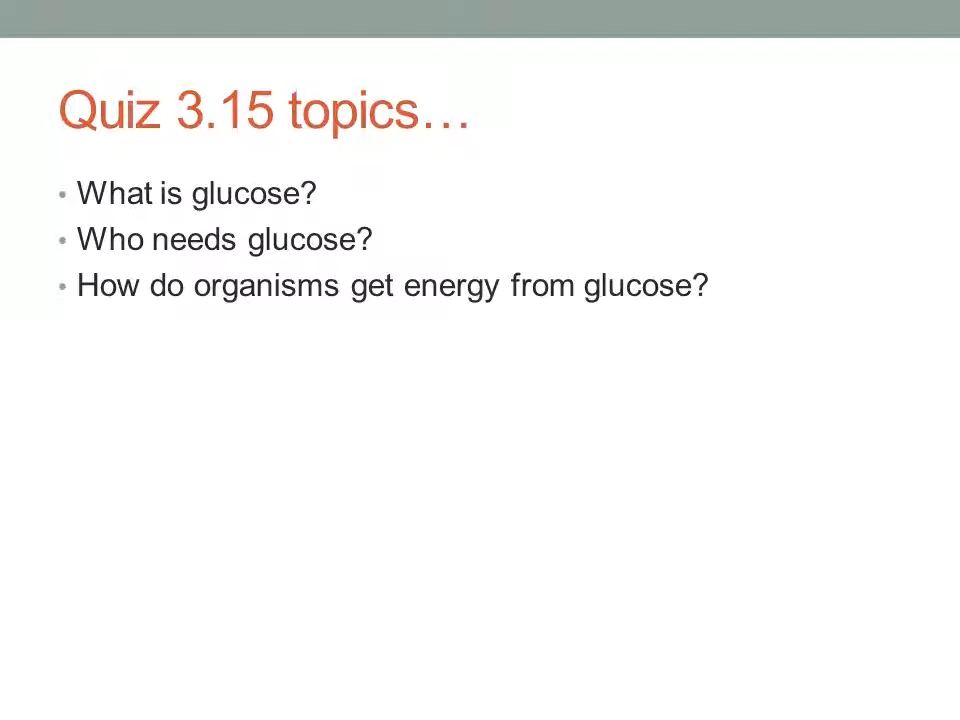 Quiz 3.15 topics…
• What is glucose?
• Who needs glucose?
• How do organisms get energy from glucose?